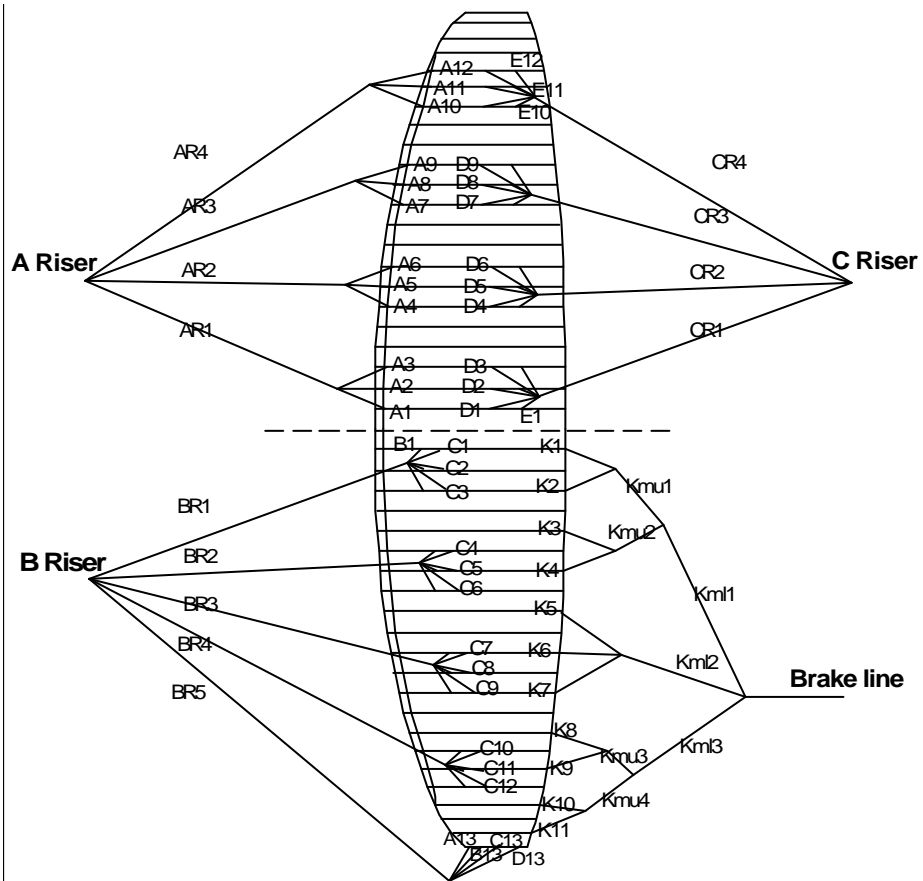 E12
A12
A11
E11
A10
E10
AR4
CR4
A9
D9
A8
D8
A7
D7
AR3
CR3
A Riser
C Riser
AR2
CR2
A6
D6
A5
D5
A4
D4
AR1
CR1
A3
D3
A2
D2
A1
D1
E1
B1
C1
K1
C2
C3
K2
Kmu1
BR1
K3
Kmu2
B Riser
BR2
C4
C5
K4
C6
Kml1
BR3
K5
BR4
C7
K6
C8
Kml2
BR5
C9
K7
Brake line
K8
C10
Kmu3
Kml3
C11
K9
C12
Kmu4
K10
K11
A13
C13
B13
D13